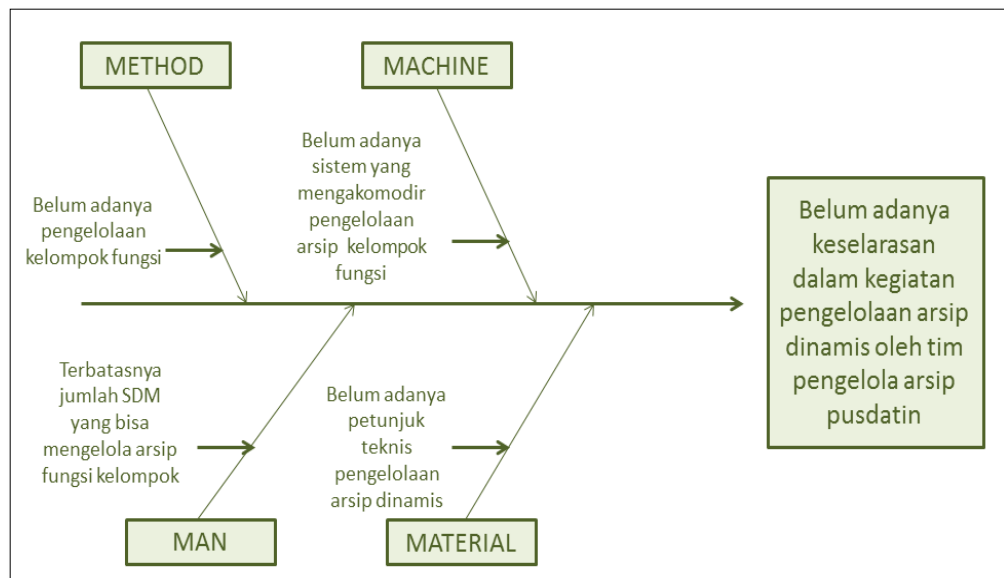 METHOD
MACHINE
Belum adanya
pengelolaan
kelompok fungsi
Belum adanya
sistem yang
mengakomodir
pengelolaan
arsip kelompok
fungsi
Belum adanya
keselarasan
dalam kegiatan
pengelolaan arsip
dinamis oleh tim
pengelola arsip
pusdatin
Terbatasnya
jumlah SDM
yang bisa
mengelola arsip
fungsi kelompok
Belum adanya
petunjuk
teknis
pengelolaan
arsip dinamis
MAN
MATERIAL